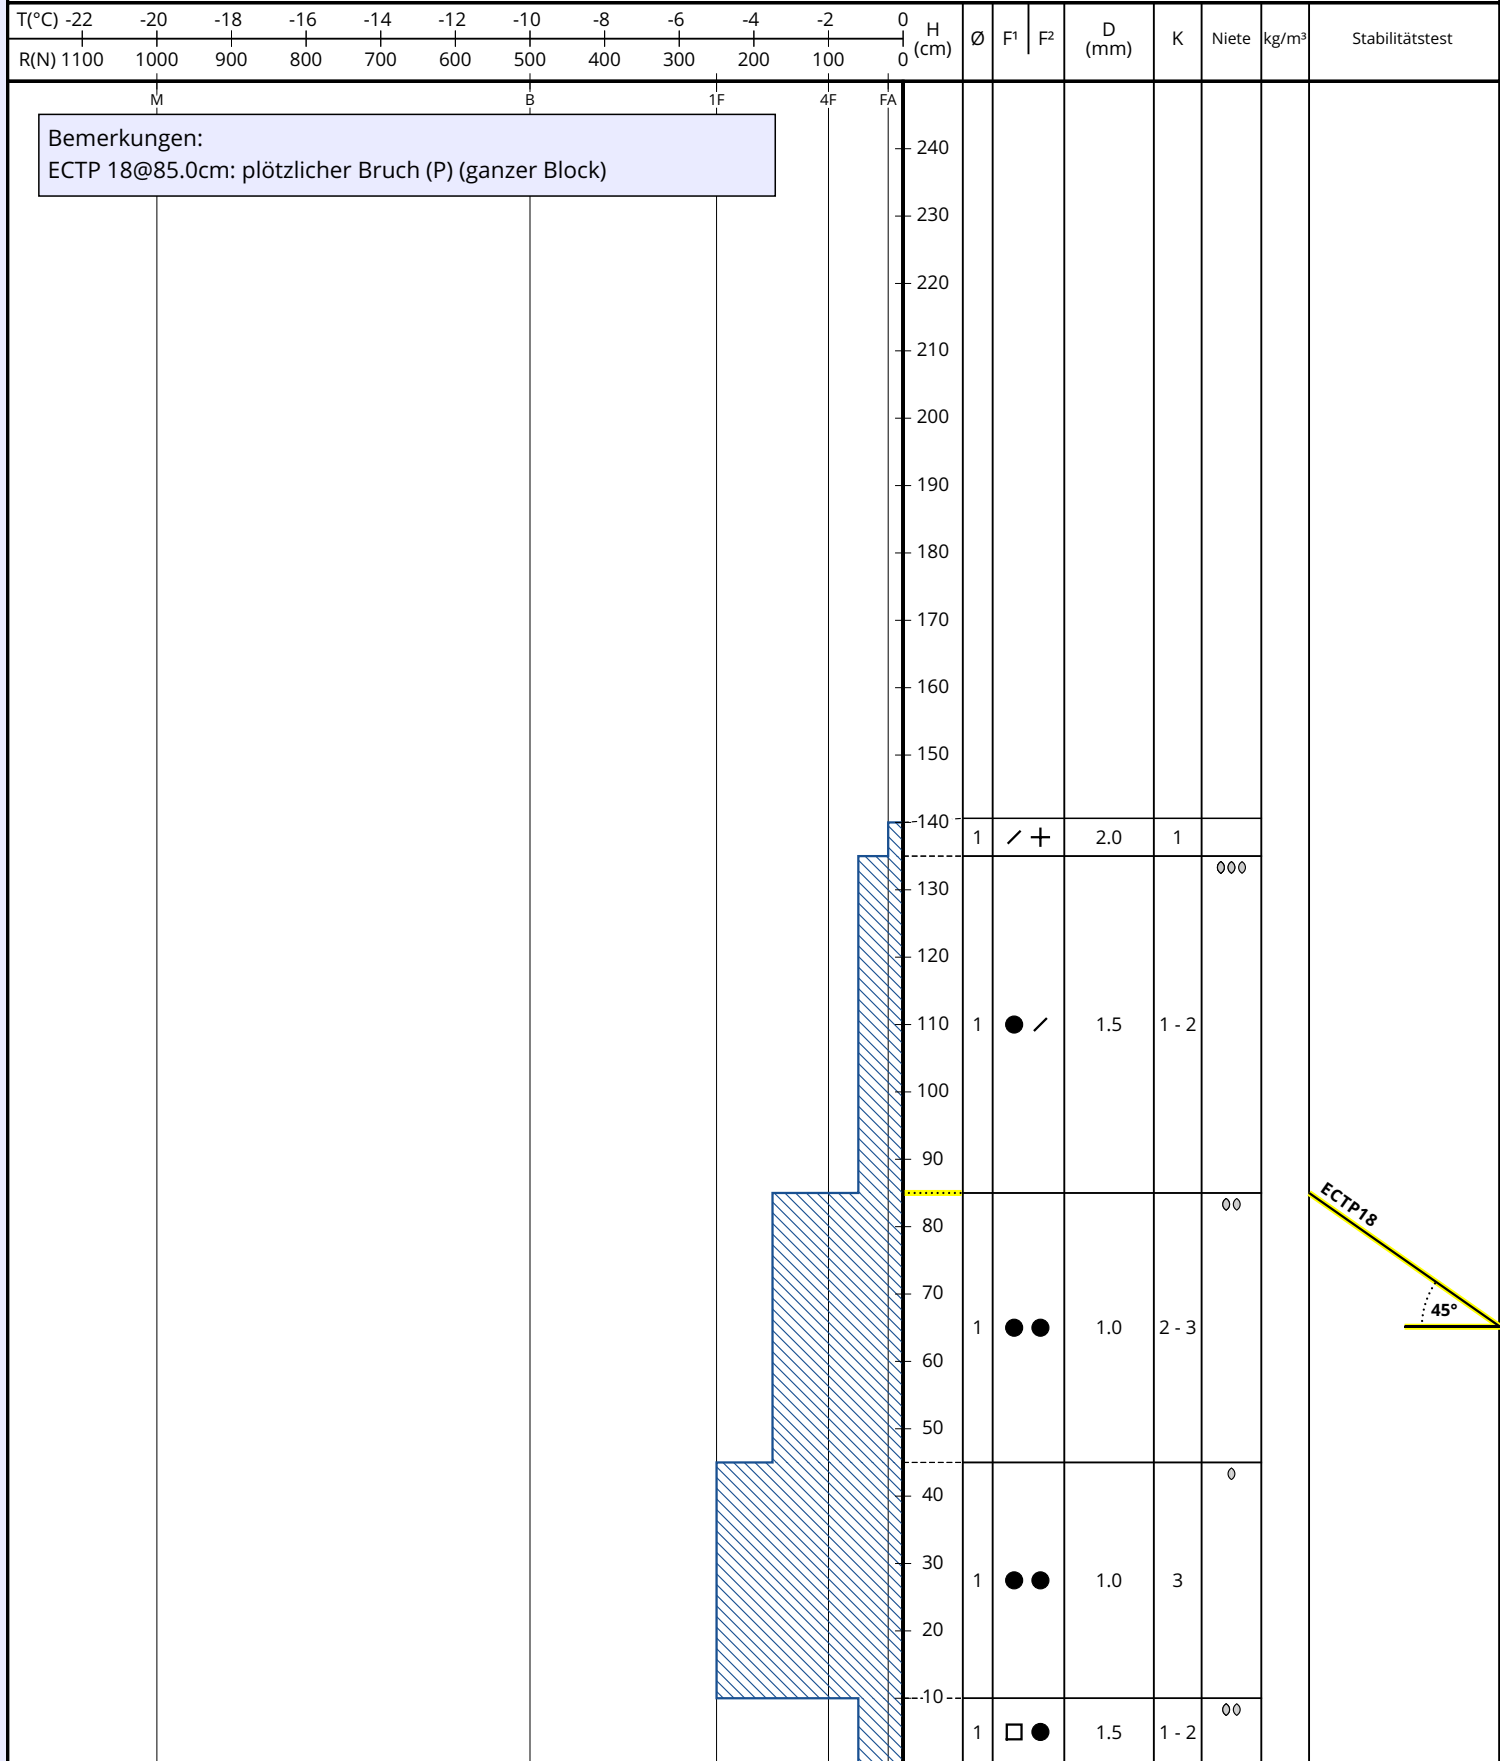 T(°C) -22 -20 -18 -16 -14 -12 -10 -8 -6 -4 -2 0
R(N) 1100 1000 900 800 700 600 500 400 300 200 100 0
H (cm) Ø F¹ F² D (mm) K Niete kg/m³ Stabilitätstest
M B 1F 4F FA
Bemerkungen:
ECTP 18@85.0cm: plötzlicher Bruch (P) (ganzer Block)
240
230
220
210
200
190
180
170
160
150
140
1 2.0 1
130
120
110
1 1.5 1 - 2
100
90
ECTP18
80
70
45°
1 1.0 2 - 3
60
50
40
30
1 1.0 3
20
10
1 1.5 1 - 2